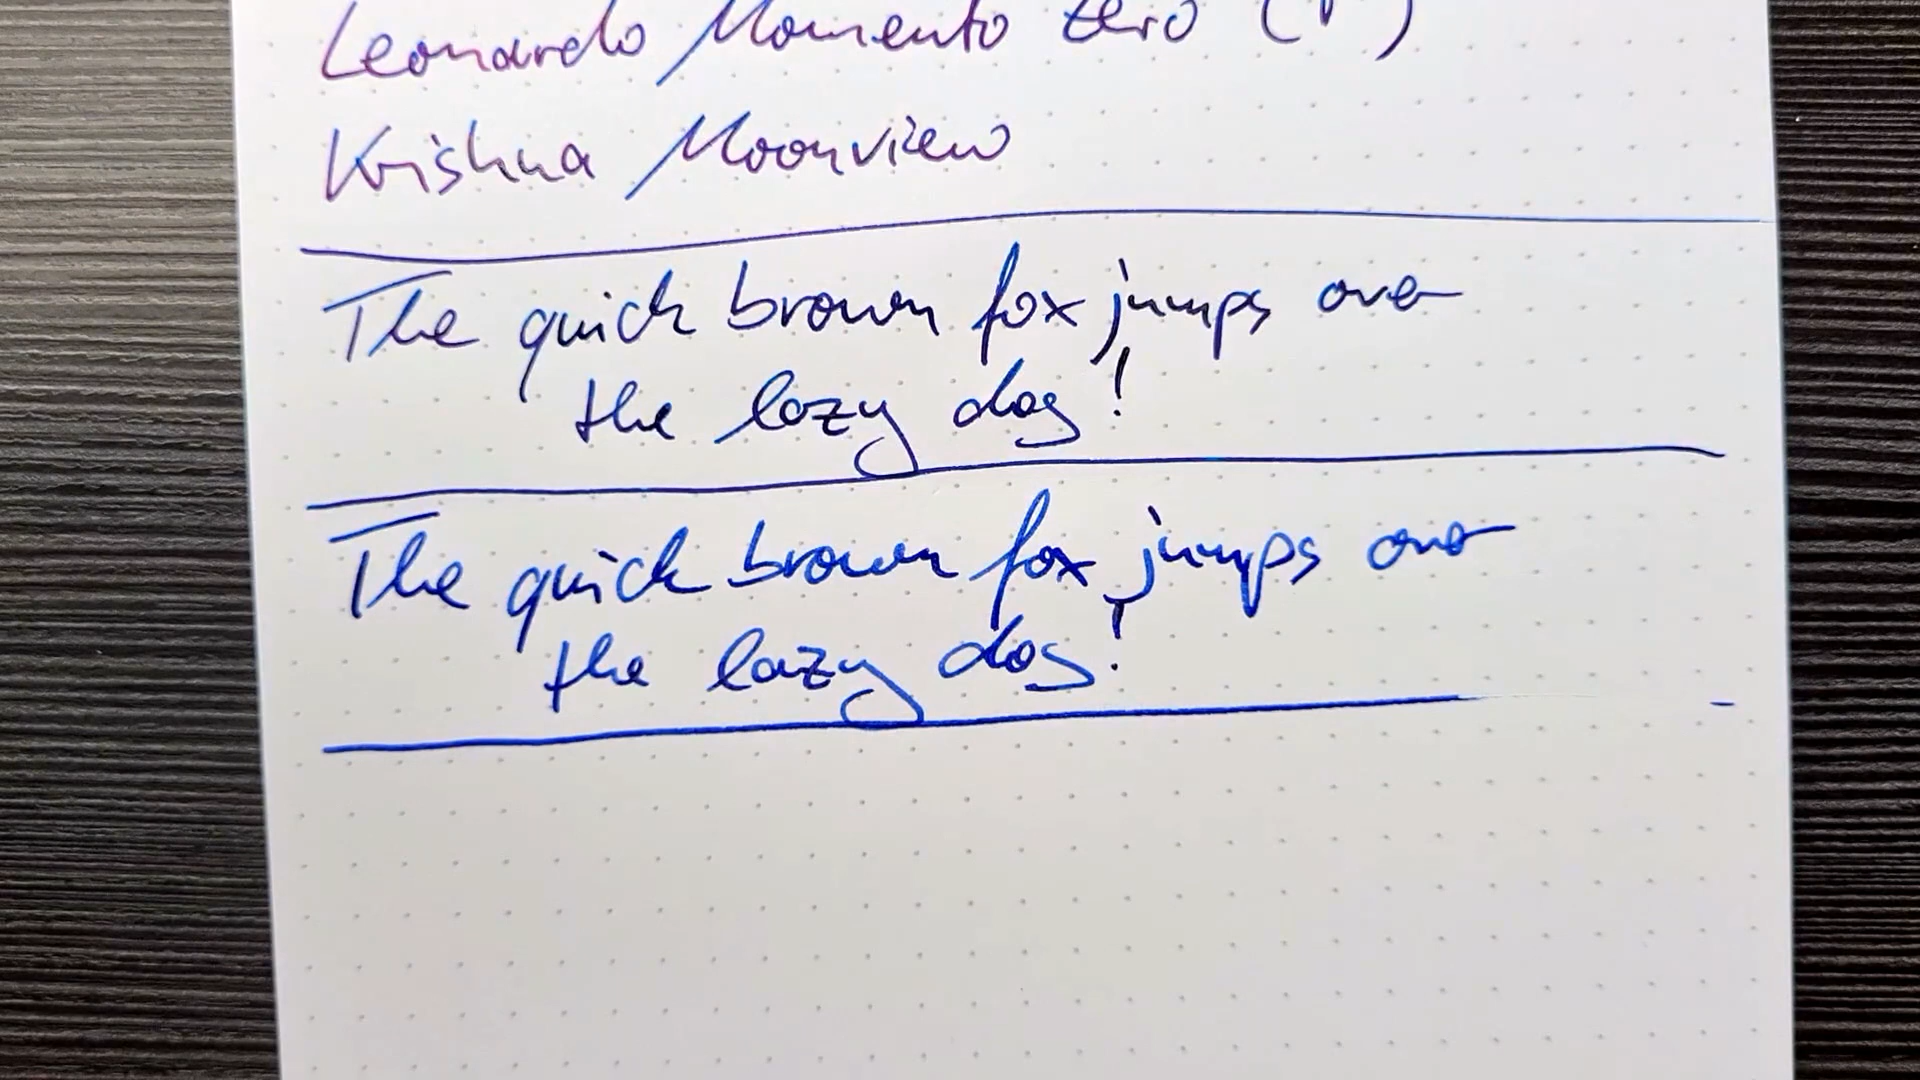 Leonardo Momento Zero (F)
Krishna Moonview
The quick brown fox jumps over
the lazy dog!
The quick brown fox jumps over
the lazy dog!